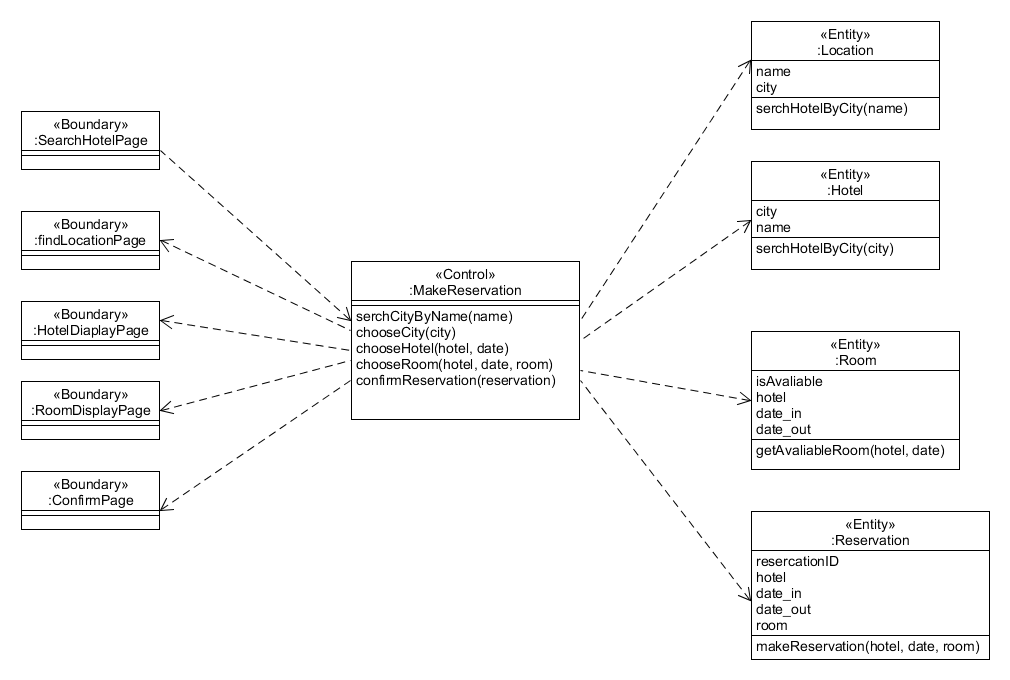 «Boundary»
:SearchHotelPage
«Boundary»
:findLocationPage
«Boundary»
:HotelDiaplayPage
«Boundary»
:RoomDisplayPage
«Boundary»
:ConfirmPage
«Control»
:MakeReservation
serchCityByName(name)
chooseCity(city)
chooseHotel(hotel, date)
chooseRoom(hotel, date, room)
confirmReservation(reservation)
«Entity»
:Location
name
city
serchHotelByCity(name)
«Entity»
:Hotel
city
name
serchHotelByCity(city)
«Entity»
:Room
isAvaliable
hotel
date_in
date_out
getAvaliableRoom(hotel, date)
«Entity»
:Reservation
resercationID
hotel
date_in
date_out
room
makeReservation(hotel, date, room)